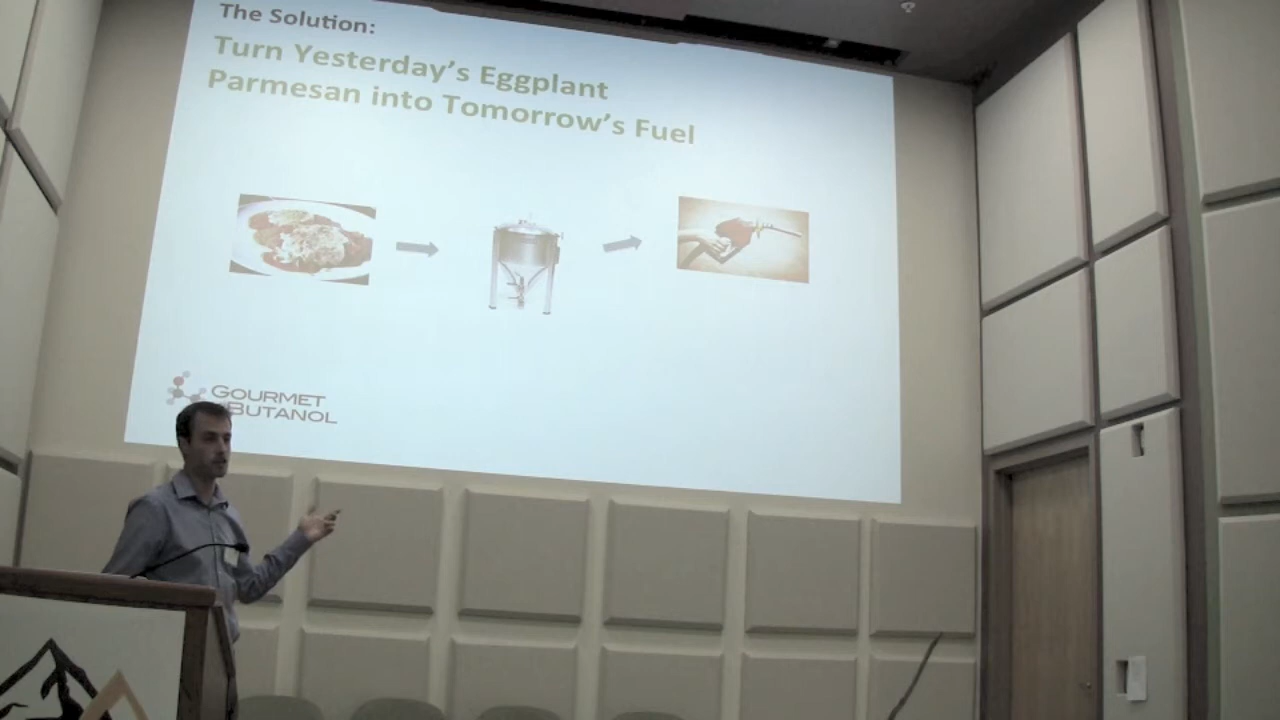 The Solution:
Turn Yesterday's Eggplant
Parmesan into Tomorrow's Fuel
GOURMET
BUTANOL